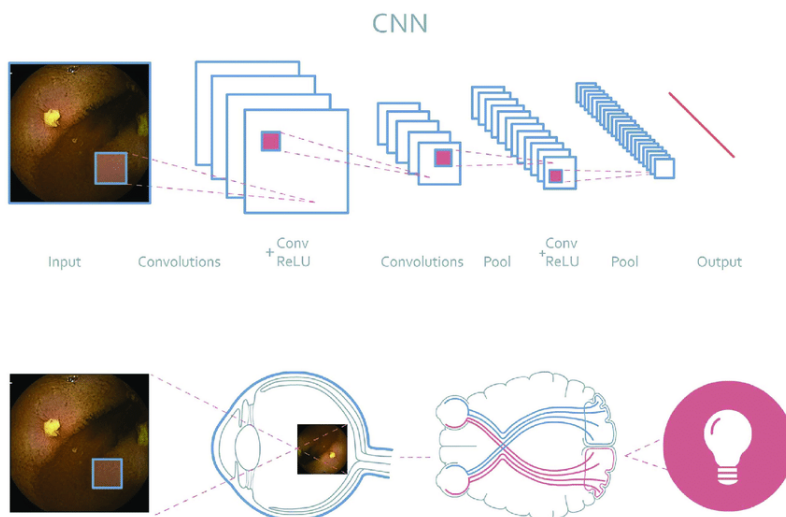 CNN
Input
Convolutions
+ Conv
ReLU
Convolutions
Pool
+ Conv
ReLU
Pool
Output